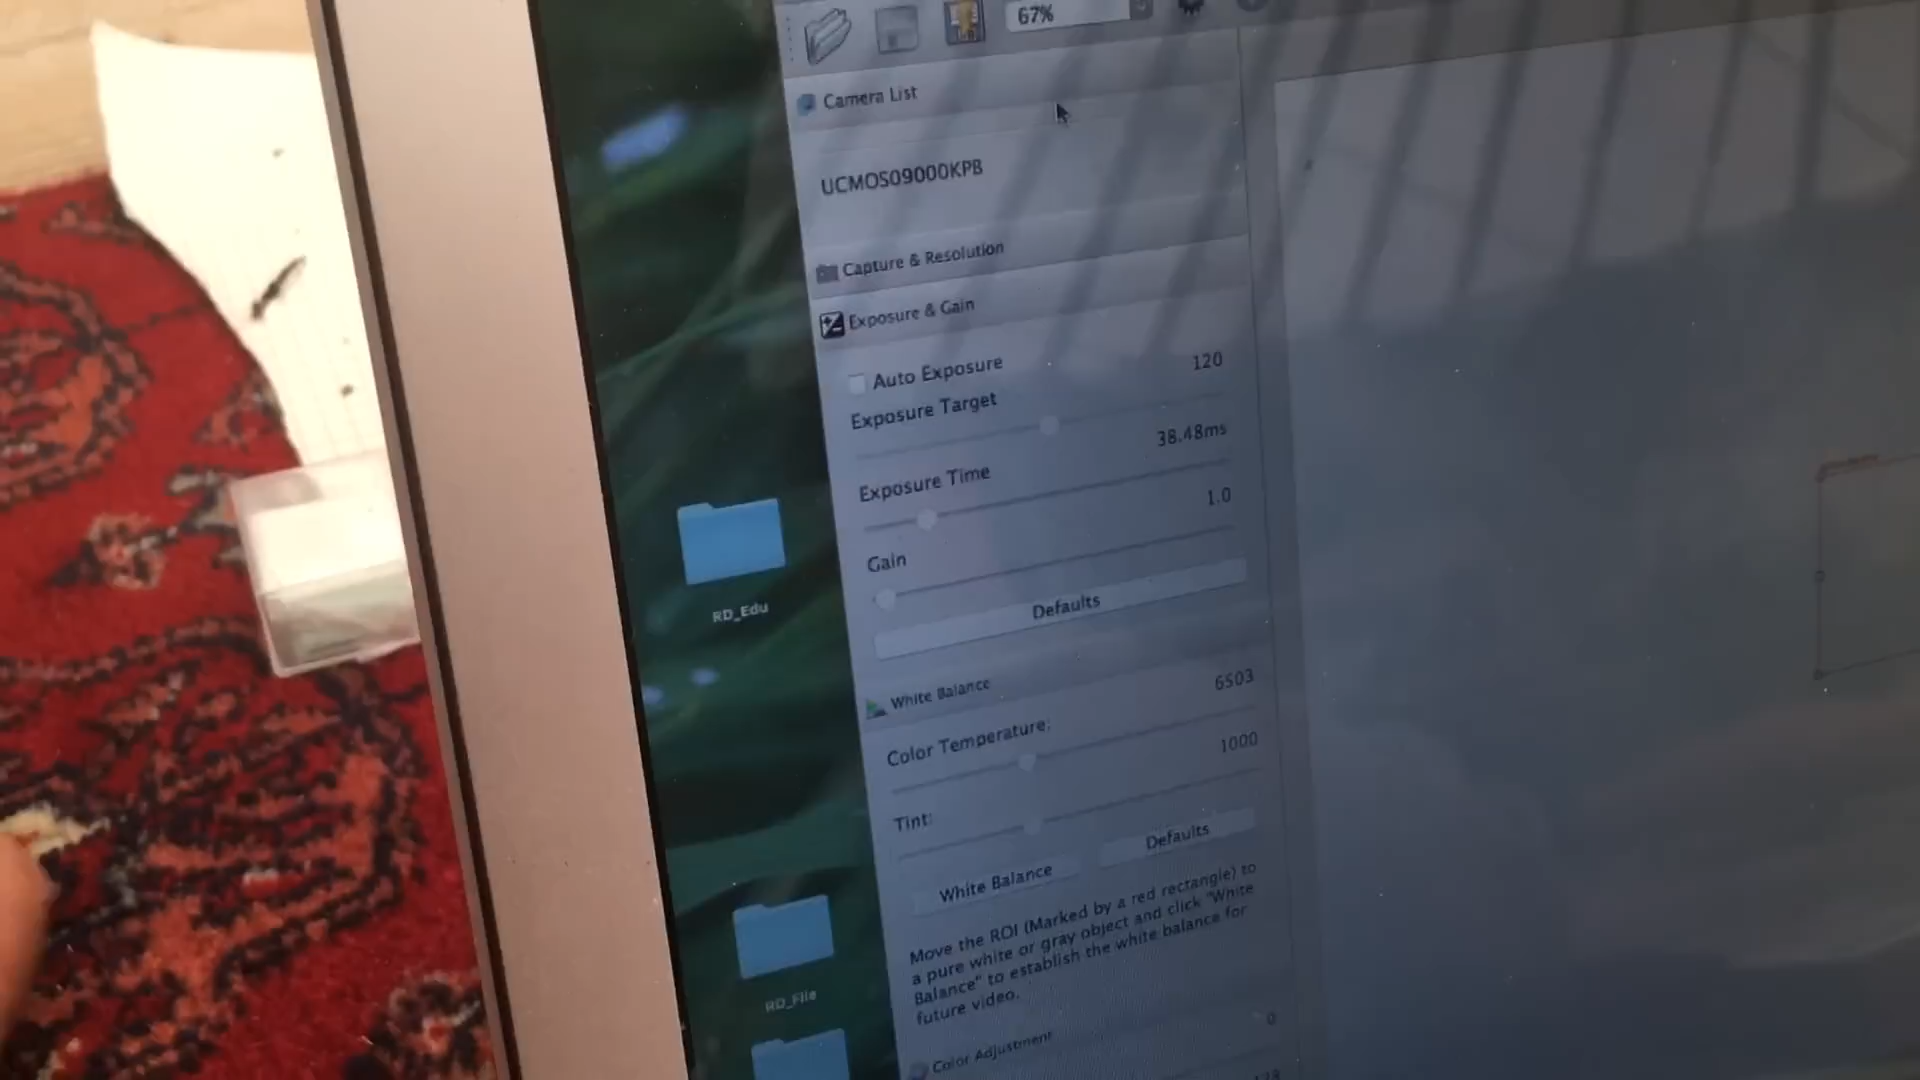 67%
Camera List
UCMOS09000KPB
Capture & Resolution
Exposure & Gain
Auto Exposure
120
Exposure Target
38.48ms
Exposure Time
1.0
Gain
Defaults
White Balance
6503
Color Temperature:
1000
Tint:
White Balance
Defaults
Move the ROI (Marked by a red rectangle) to
a pure white or gray object and click "White
Balance" to establish the white balance for
future video.
Color Adjustment
0
RD_Edu
RD_File